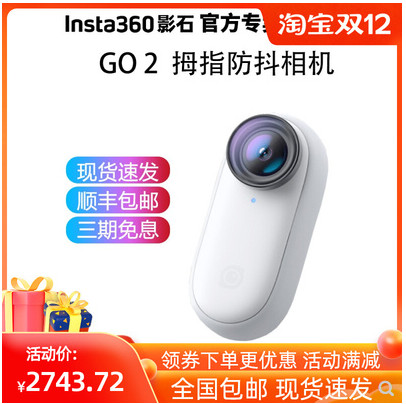 Insta360影石 官方专
淘宝双12
GO 2 拇指防抖相机
现货速发
顺丰包邮
三期免息
活动价:
¥2743.72
领券下单更优惠 活动满减
全国包邮 现货速发